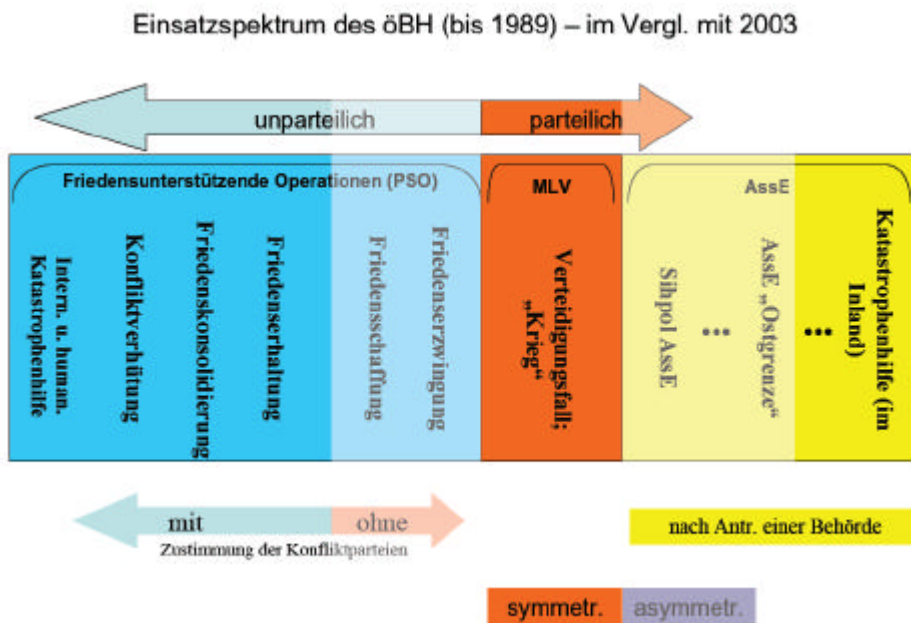 Einsatzspektrum des öBH (bis 1989) – im Vergl. mit 2003
unparteilich
parteilich
Friedensunterstützende Operationen (PSO)
MLV
AssE
Intern. u. human.
Katastrophenhilfe
Konfliktverhütung
Friedenskonsolidierung
Friedenserhaltung
Friedensschaffung
Friedenserzwingung
Verteidigungsfall;
„Krieg“
Sihpol AssE
...
AssE „Ostgrenze“
...
Katastrophenhilfe (im
Inland)
mit
ohne
Zustimmung der Konfliktparteien
nach Antr. einer Behörde
symmetr.
asymmetr.